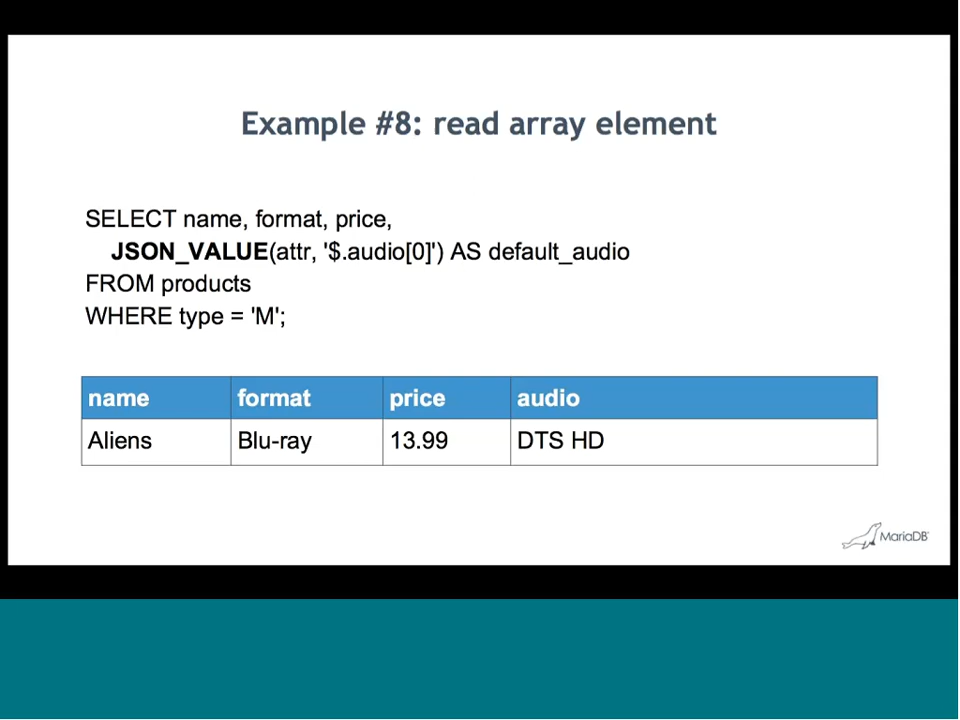 Example #8: read array element
SELECT name, format, price,
JSON_VALUE(attr, '$.audio[0]') AS default_audio
FROM products
WHERE type = 'M';
name format price audio
Aliens Blu-ray 13.99 DTS HD
MariaDB